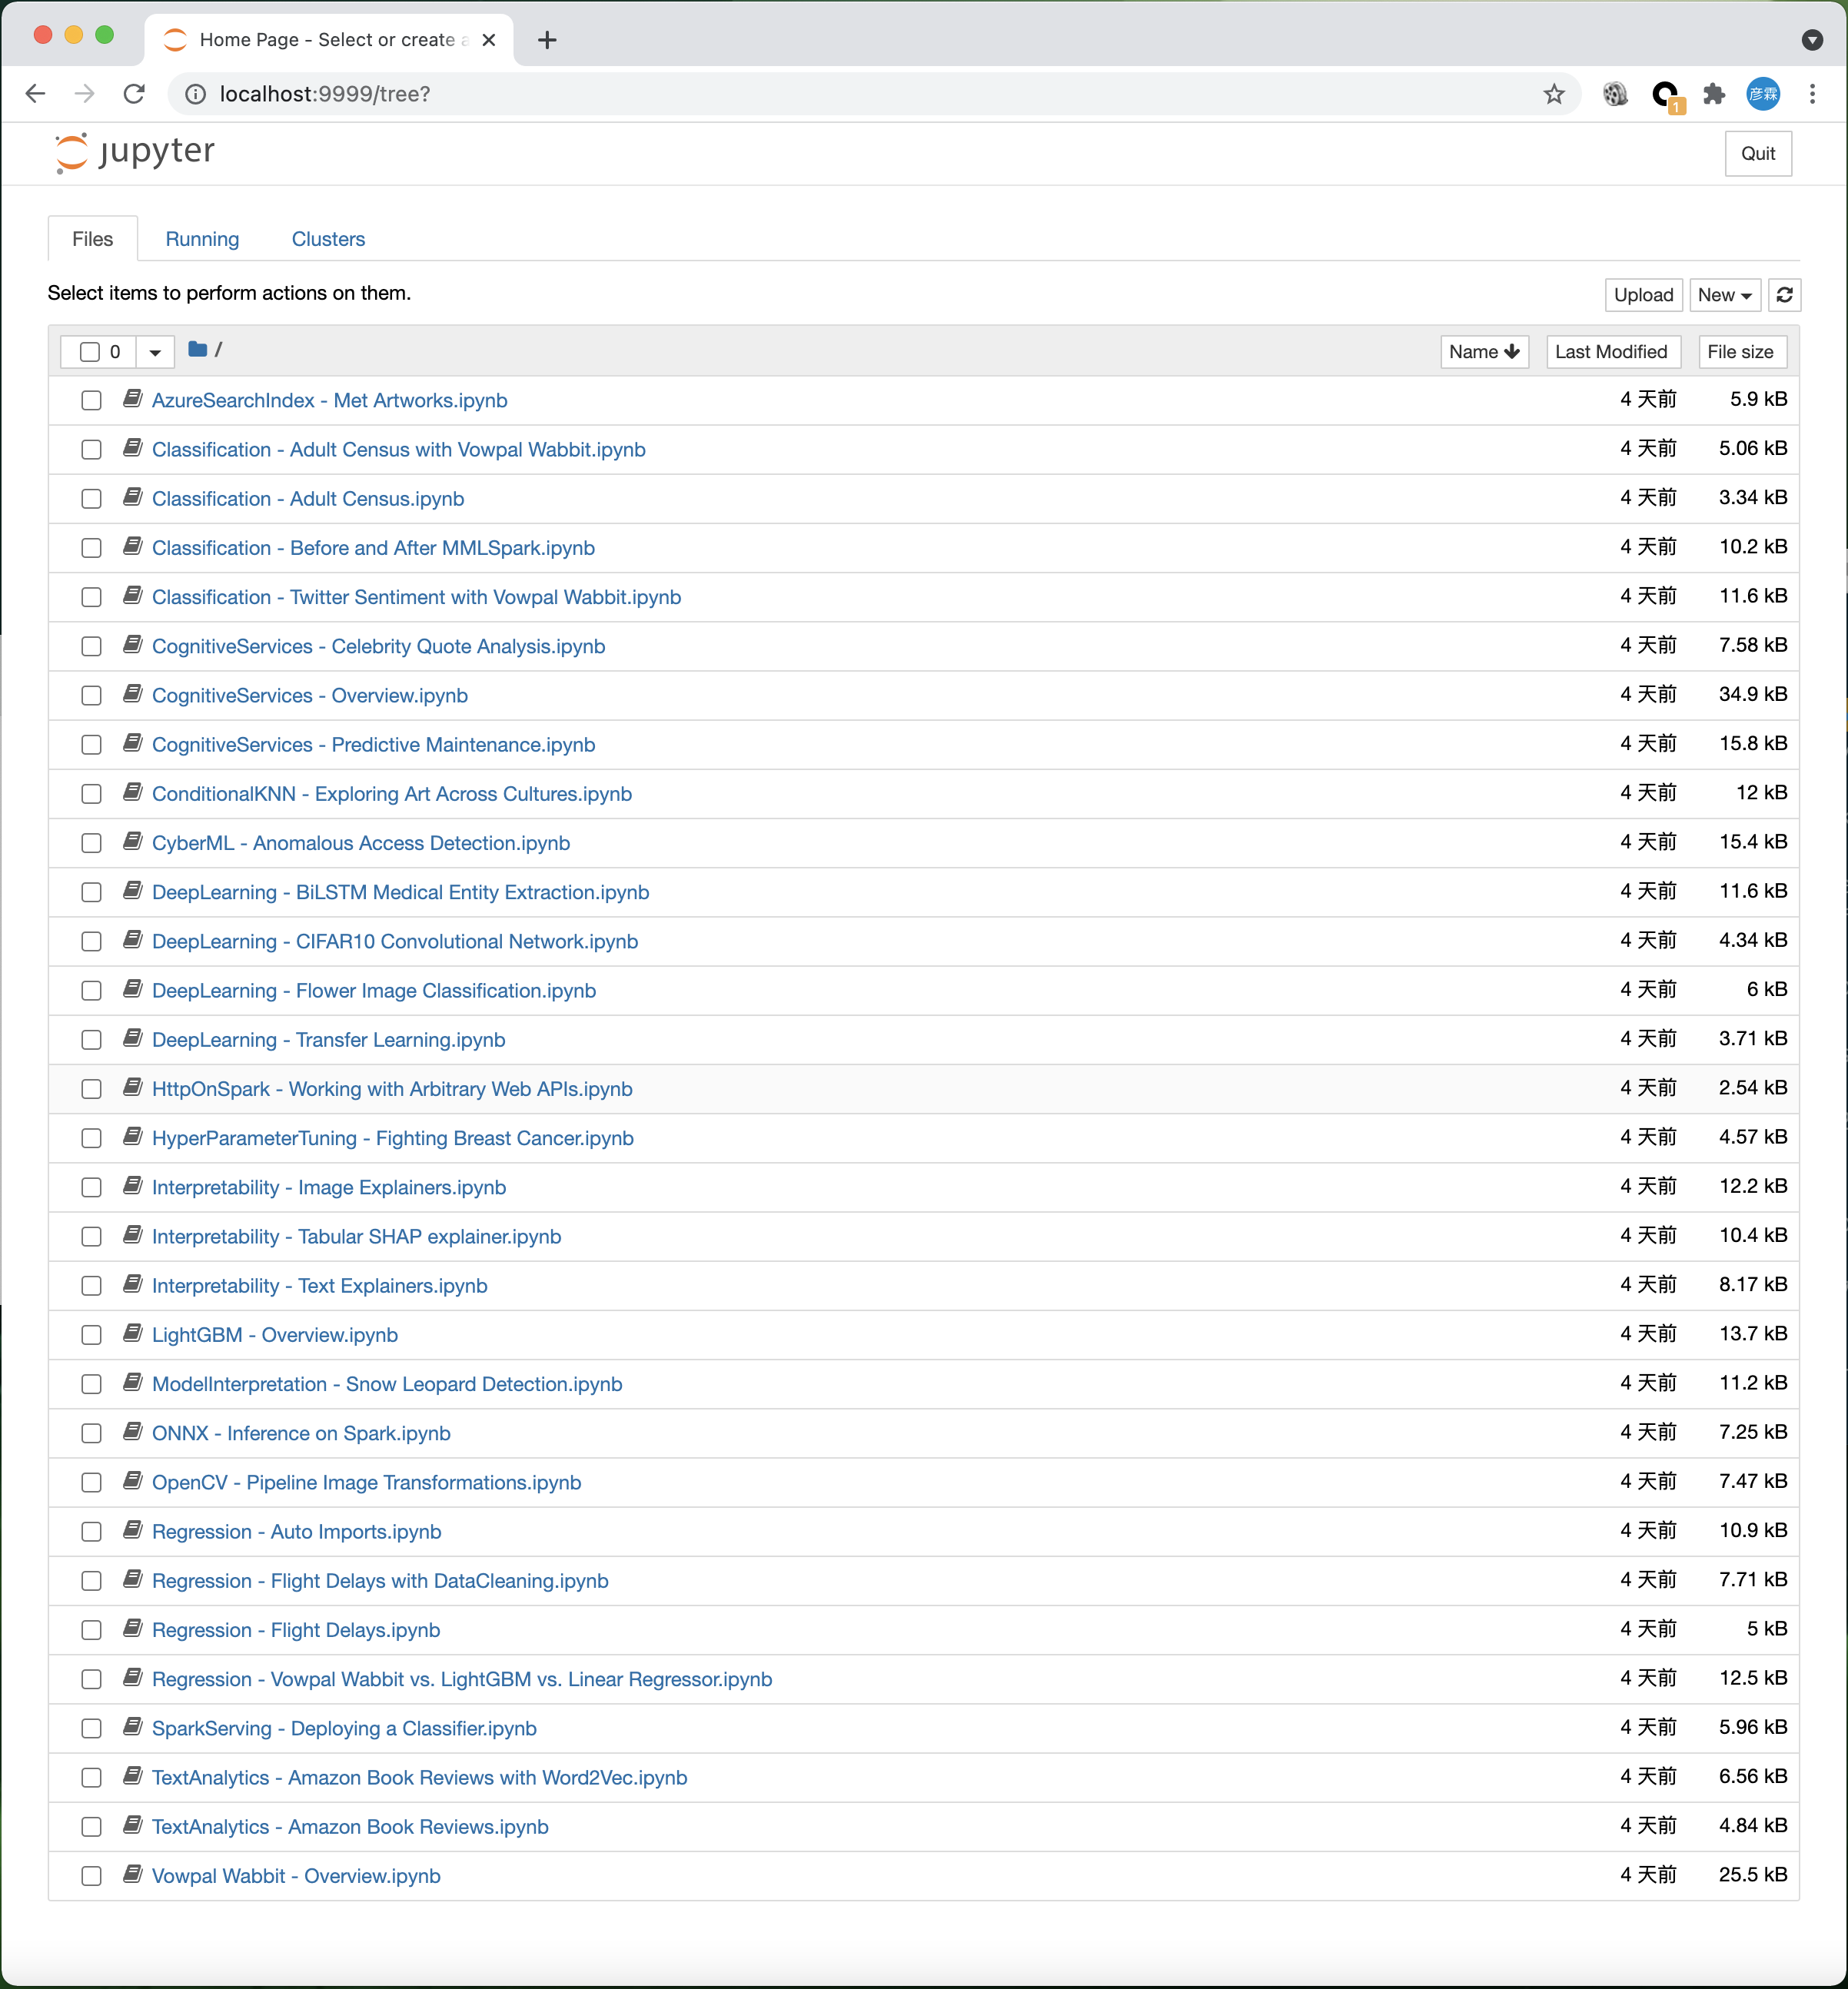 Home Page - Select or create a
localhost:9999/tree?
1
彦霖
jupyter
Quit
Files
Running
Clusters
Select items to perform actions on them.
Upload
New
0
/
Name
Last Modified
File size
AzureSearchIndex - Met Artworks.ipynb 4 天前 5.9 kB
Classification - Adult Census with Vowpal Wabbit.ipynb 4 天前 5.06 kB
Classification - Adult Census.ipynb 4 天前 3.34 kB
Classification - Before and After MMLSpark.ipynb 4 天前 10.2 kB
Classification - Twitter Sentiment with Vowpal Wabbit.ipynb 4 天前 11.6 kB
CognitiveServices - Celebrity Quote Analysis.ipynb 4 天前 7.58 kB
CognitiveServices - Overview.ipynb 4 天前 34.9 kB
CognitiveServices - Predictive Maintenance.ipynb 4 天前 15.8 kB
ConditionalKNN - Exploring Art Across Cultures.ipynb 4 天前 12 kB
CyberML - Anomalous Access Detection.ipynb 4 天前 15.4 kB
DeepLearning - BiLSTM Medical Entity Extraction.ipynb 4 天前 11.6 kB
DeepLearning - CIFAR10 Convolutional Network.ipynb 4 天前 4.34 kB
DeepLearning - Flower Image Classification.ipynb 4 天前 6 kB
DeepLearning - Transfer Learning.ipynb 4 天前 3.71 kB
HttpOnSpark - Working with Arbitrary Web APIs.ipynb 4 天前 2.54 kB
HyperParameterTuning - Fighting Breast Cancer.ipynb 4 天前 4.57 kB
Interpretability - Image Explainers.ipynb 4 天前 12.2 kB
Interpretability - Tabular SHAP explainer.ipynb 4 天前 10.4 kB
Interpretability - Text Explainers.ipynb 4 天前 8.17 kB
LightGBM - Overview.ipynb 4 天前 13.7 kB
ModelInterpretation - Snow Leopard Detection.ipynb 4 天前 11.2 kB
ONNX - Inference on Spark.ipynb 4 天前 7.25 kB
OpenCV - Pipeline Image Transformations.ipynb 4 天前 7.47 kB
Regression - Auto Imports.ipynb 4 天前 10.9 kB
Regression - Flight Delays with DataCleaning.ipynb 4 天前 7.71 kB
Regression - Flight Delays.ipynb 4 天前 5 kB
Regression - Vowpal Wabbit vs. LightGBM vs. Linear Regressor.ipynb 4 天前 12.5 kB
SparkServing - Deploying a Classifier.ipynb 4 天前 5.96 kB
TextAnalytics - Amazon Book Reviews with Word2Vec.ipynb 4 天前 6.56 kB
TextAnalytics - Amazon Book Reviews.ipynb 4 天前 4.84 kB
Vowpal Wabbit - Overview.ipynb 4 天前 25.5 kB